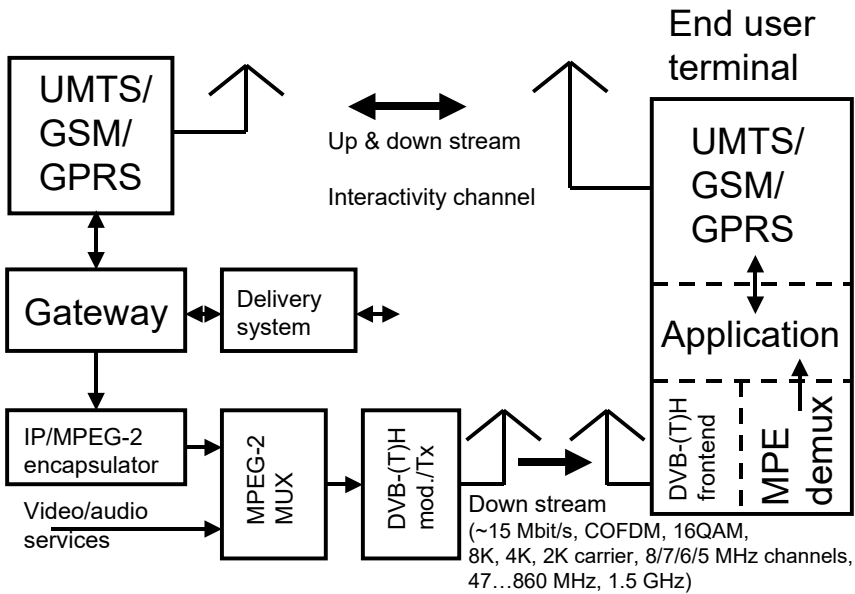 End user
terminal
UMTS/
GSM/
GPRS
Up & down stream
Interactivity channel
UMTS/
GSM/
GPRS
Gateway
Delivery
system
Application
IP/MPEG-2
encapsulator
MPEG-2
MUX
DVB-(T)H
mod./Tx
DVB-(T)H
frontend
MPE
demux
Video/audio
services
Down stream
(~15 Mbit/s, COFDM, 16QAM,
8K, 4K, 2K carrier, 8/7/6/5 MHz channels,
47…860 MHz, 1.5 GHz)